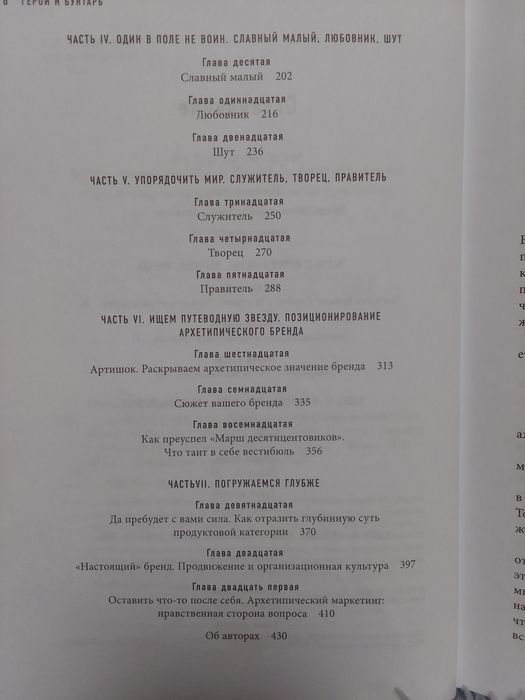 6 ГЕРОЙ И БУНТАРЬ
ЧАСТЬ IV. ОДИН В ПОЛЕ НЕ ВОИН. СЛАВНЫЙ МАЛЫЙ, ЛЮБОВНИК, ШУТ
Глава десятая
Славный малый 202
Глава одиннадцатая
Любовник 216
Глава двенадцатая
Шут 236
ЧАСТЬ V. УПОРЯДОЧИТЬ МИР. СЛУЖИТЕЛЬ, ТВОРЕЦ, ПРАВИТЕЛЬ
Глава тринадцатая
Служитель 250
Глава четырнадцатая
Творец 270
Глава пятнадцатая
Правитель 288
ЧАСТЬ VI. ИЩЕМ ПУТЕВОДНУЮ ЗВЕЗДУ. ПОЗИЦИОНИРОВАНИЕ
АРХЕТИПИЧЕСКОГО БРЕНДА
Глава шестнадцатая
Артишок. Раскрываем архетипическое значение бренда 313
Глава семнадцатая
Сюжет вашего бренда 335
Глава восемнадцатая
Как преуспел «Марш десятицентовиков».
Что таит в себе вестибюль 356
ЧАСТЬVII. ПОГРУЖАЕМСЯ ГЛУБЖЕ
Глава девятнадцатая
Да пребудет с вами сила. Как отразить глубинную суть
продуктовой категории 370
Глава двадцатая
«Настоящий» бренд. Продвижение и организационная культура 397
Глава двадцать первая
Оставить что-то после себя. Архетипический маркетинг:
нравственная сторона вопроса 410
Об авторах 430